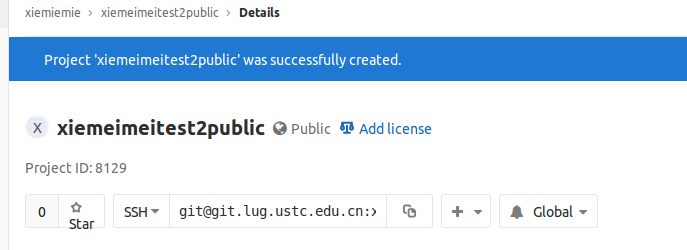 xiemiemie > xiemeimeitest2public > Details
Project 'xiemeimeitest2public' was successfully created.
X xiemeimeitest2public Public Add license
Project ID: 8129
0 Star SSH git@git.lug.ustc.edu.cn:x + Global